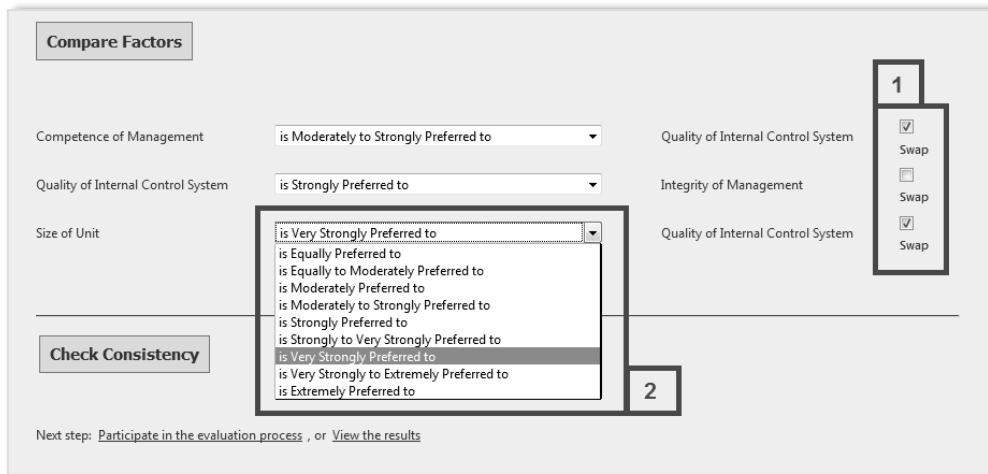 Compare Factors
1
Competence of Management is Moderately to Strongly Preferred to Quality of Internal Control System
Swap
Quality of Internal Control System is Strongly Preferred to Integrity of Management
Swap
Size of Unit is Very Strongly Preferred to Quality of Internal Control System
Swap
is Equally Preferred to
is Equally to Moderately Preferred to
is Moderately Preferred to
is Moderately to Strongly Preferred to
is Strongly Preferred to
is Strongly to Very Strongly Preferred to
is Very Strongly Preferred to
is Very Strongly to Extremely Preferred to
is Extremely Preferred to
Check Consistency
2
Next step: Participate in the evaluation process , or View the results